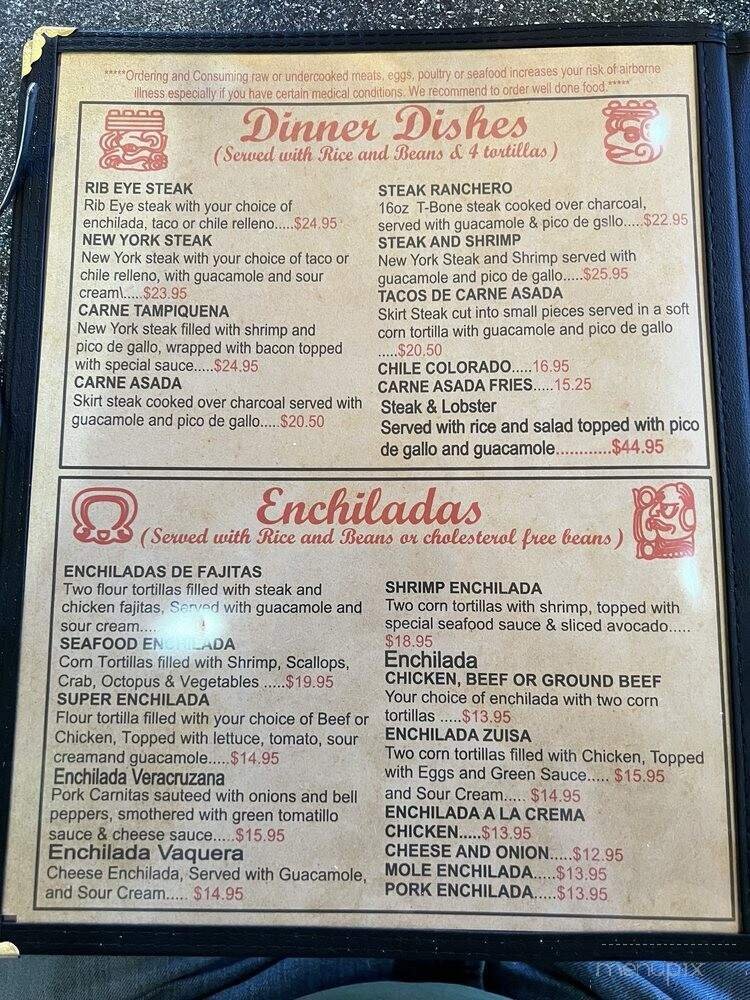 *****Ordering and Consuming raw or undercooked meats, eggs, poultry or seafood increases your risk of airborne
illness especially if you have certain medical conditions. We recommend to order well done food.*****
Dinner Dishes
(Served with Rice and Beans & 4 tortillas)
RIB EYE STEAK
Rib Eye steak with your choice of
enchilada, taco or chile relleno.....$24.95
NEW YORK STEAK
New York steak with your choice of taco or
chile relleno, with guacamole and sour
cream\.....$23.95
CARNE TAMPIQUENA
New York steak filled with shrimp and
pico de gallo, wrapped with bacon topped
with special sauce.....$24.95
CARNE ASADA
Skirt steak cooked over charcoal served with
guacamole and pico de gallo.....$20.50
STEAK RANCHERO
16oz T-Bone steak cooked over charcoal,
served with guacamole & pico de gsllo.....$22.95
STEAK AND SHRIMP
New York Steak and Shrimp served with
guacamole and pico de gallo.....$25.95
TACOS DE CARNE ASADA
Skirt Steak cut into small pieces served in a soft
corn tortilla with guacamole and pico de gallo
.....$20.50
CHILE COLORADO.....16.95
CARNE ASADA FRIES.....15.25
Steak & Lobster
Served with rice and salad topped with pico
de gallo and guacamole............$44.95
Enchiladas
(Served with Rice and Beans or cholesterol free beans)
ENCHILADAS DE FAJITAS
Two flour tortillas filled with steak and
chicken fajitas, Served with guacamole and
sour cream....
SEAFOOD ENCHILADA
Corn Tortillas filled with Shrimp, Scallops,
Crab, Octopus & Vegetables .....$19.95
SUPER ENCHILADA
Flour tortilla filled with your choice of Beef or
Chicken, Topped with lettuce, tomato, sour
creamand guacamole.....$14.95
Enchilada Veracruzana
Pork Carnitas sauteed with onions and bell
peppers, smothered with green tomatillo
sauce & cheese sauce.....$15.95
Enchilada Vaquera
Cheese Enchilada, Served with Guacamole,
and Sour Cream..... $14.95
SHRIMP ENCHILADA
Two corn tortillas with shrimp, topped with
special seafood sauce & sliced avocado.....
$18.95
Enchilada
CHICKEN, BEEF OR GROUND BEEF
Your choice of enchilada with two corn
tortillas .....$13.95
ENCHILADA ZUISA
Two corn tortillas filled with Chicken, Topped
with Eggs and Green Sauce..... $15.95
and Sour Cream..... $14.95
ENCHILADA A LA CREMA
CHICKEN.....$13.95
CHEESE AND ONION.....$12.95
MOLE ENCHILADA.....$13.95
PORK ENCHILADA.....$13.95
menupix